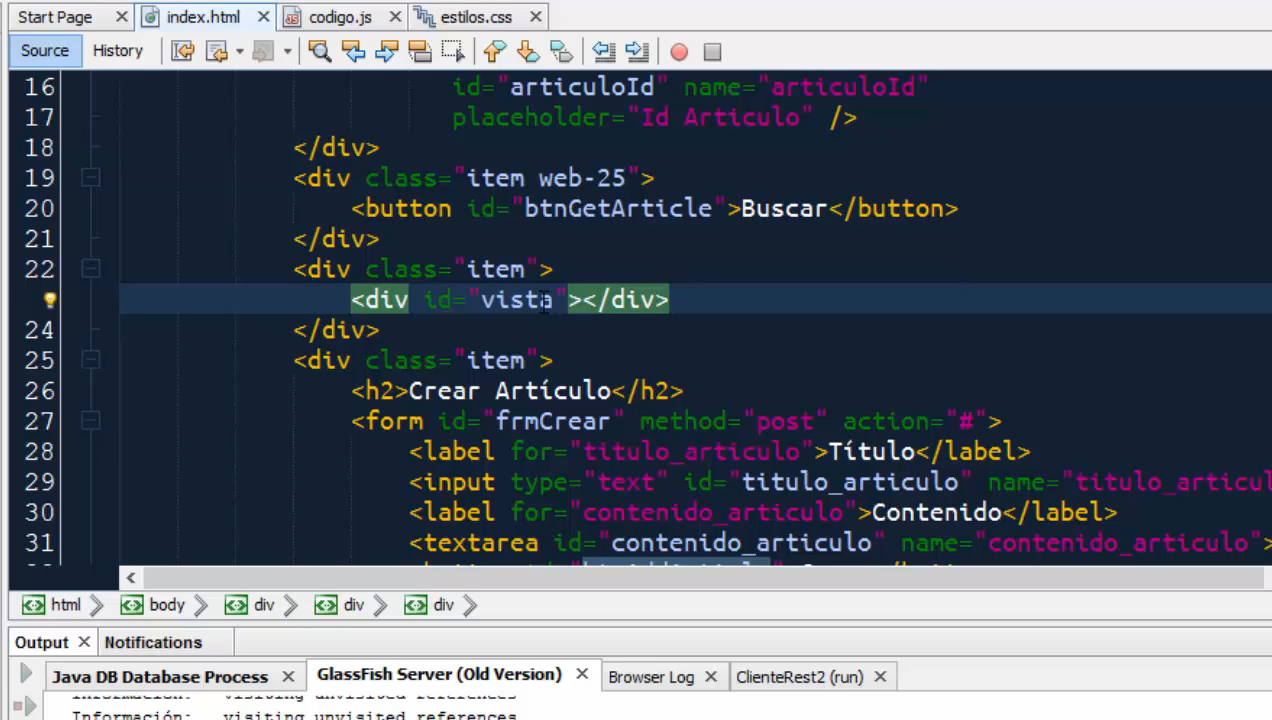 Start Page index.html codigo.js estilos.css
Source History
16 id="articuloId" name="articuloId"
17 placeholder="Id Articulo" />
18 </div>
19 <div class="item web-25">
20 <button id="btnGetArticle">Buscar</button>
21 </div>
22 <div class="item">
<div id="vista"></div>
24 </div>
25 <div class="item">
26 <h2>Crear Artículo</h2>
27 <form id="frmCrear" method="post" action="#">
28 <label for="titulo_articulo">Título</label>
29 <input type="text" id="titulo_articulo" name="titulo_articul
30 <label for="contenido_articulo">Contenido</label>
31 <textarea id="contenido_articulo" name="contenido_articulo">
html body div div div
Output Notifications
Java DB Database Process GlassFish Server (Old Version) Browser Log ClienteRest2 (run)
Información: visiting unvisited references
Información: visiting unvisited references